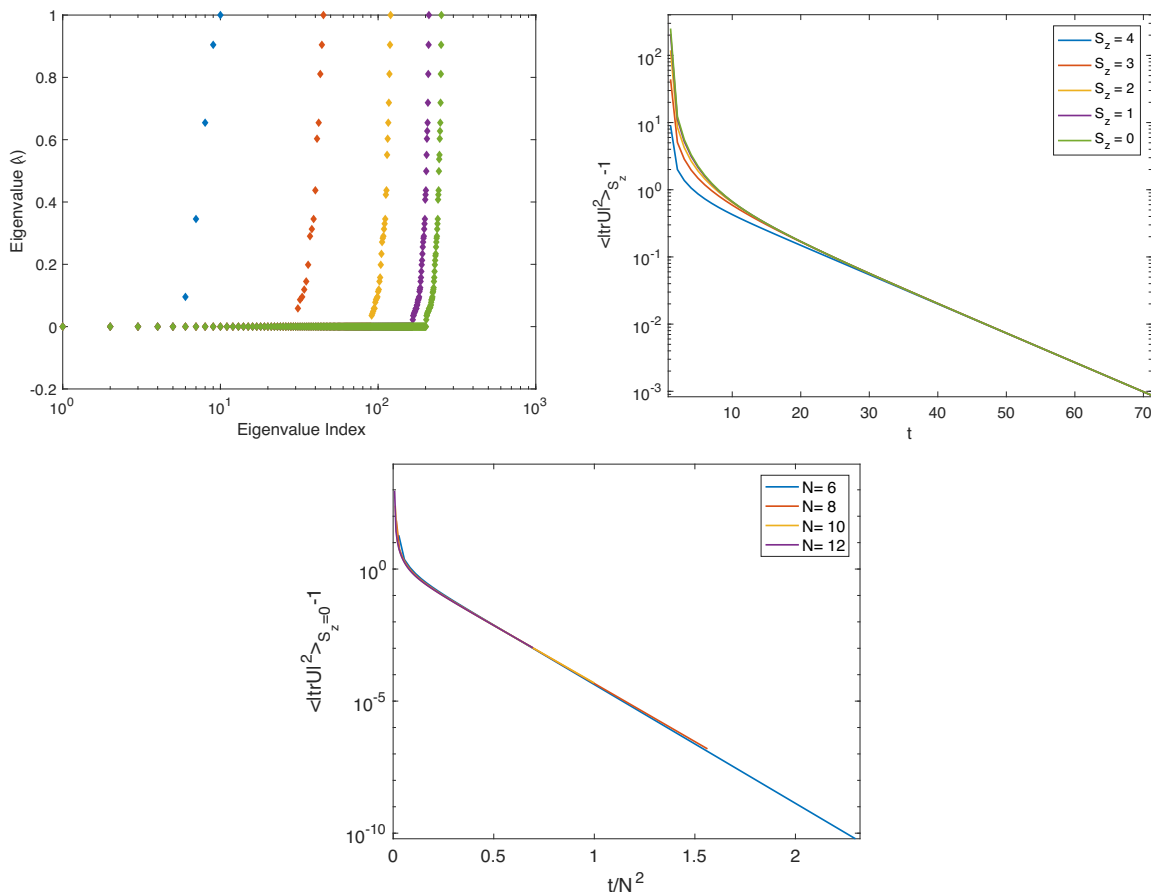 1
0.8
0.6
0.4
0.2
0
-0.2
10^0
10^1
10^2
10^3
Eigenvalue (λ)
Eigenvalue Index
10^2
10^1
10^0
10^-1
10^-2
10^-3
10
20
30
40
50
60
70
<|trU|^2>_{S_z}-1
t
S_z = 4
S_z = 3
S_z = 2
S_z = 1
S_z = 0
10^0
10^-5
10^-10
0
0.5
1
1.5
2
<|trU|^2>_{S_z=0}-1
t/N^2
N= 6
N= 8
N= 10
N= 12